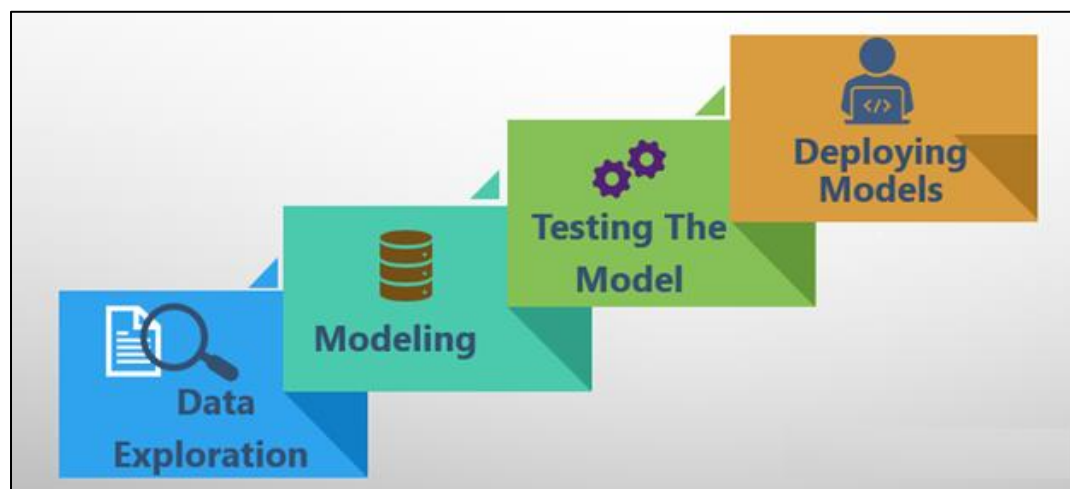 Data
Exploration
Modeling
Testing The
Model
</>
Deploying
Models